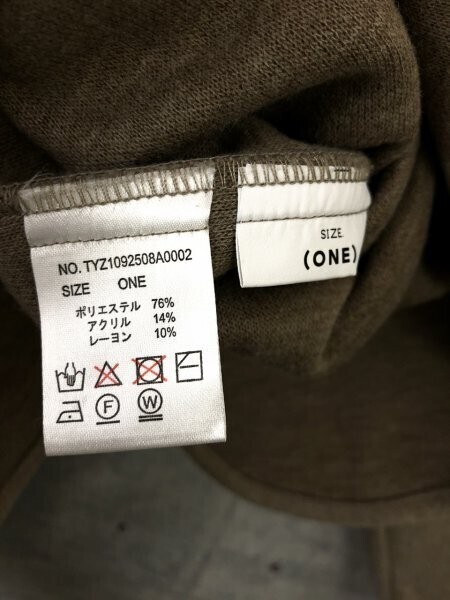 NO. TYZ1092508A0002
SIZE ONE
ポリエステル 76%
アクリル 14%
レーヨン 10%
F W
SIZE.
(ONE)